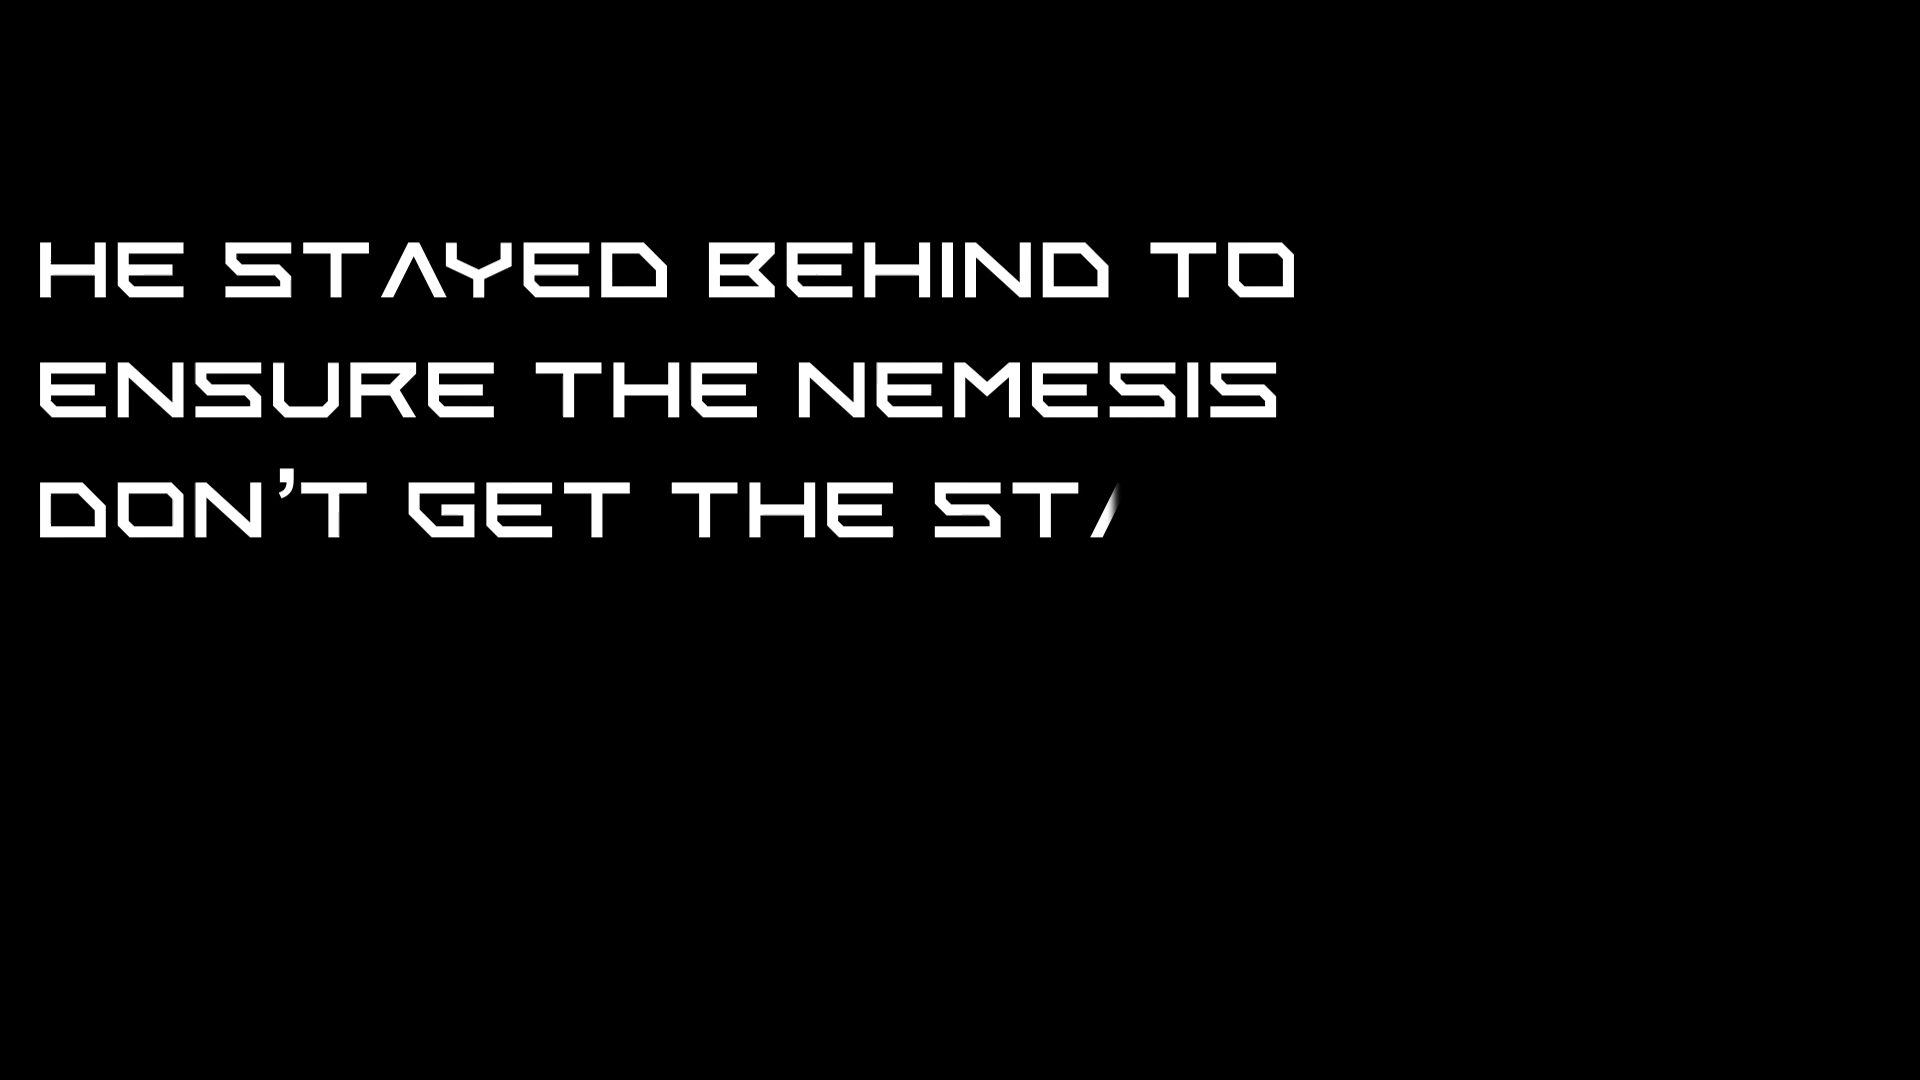 HE STAYED BEHIND TO
ENSURE THE NEMESIS
DON'T GET THE